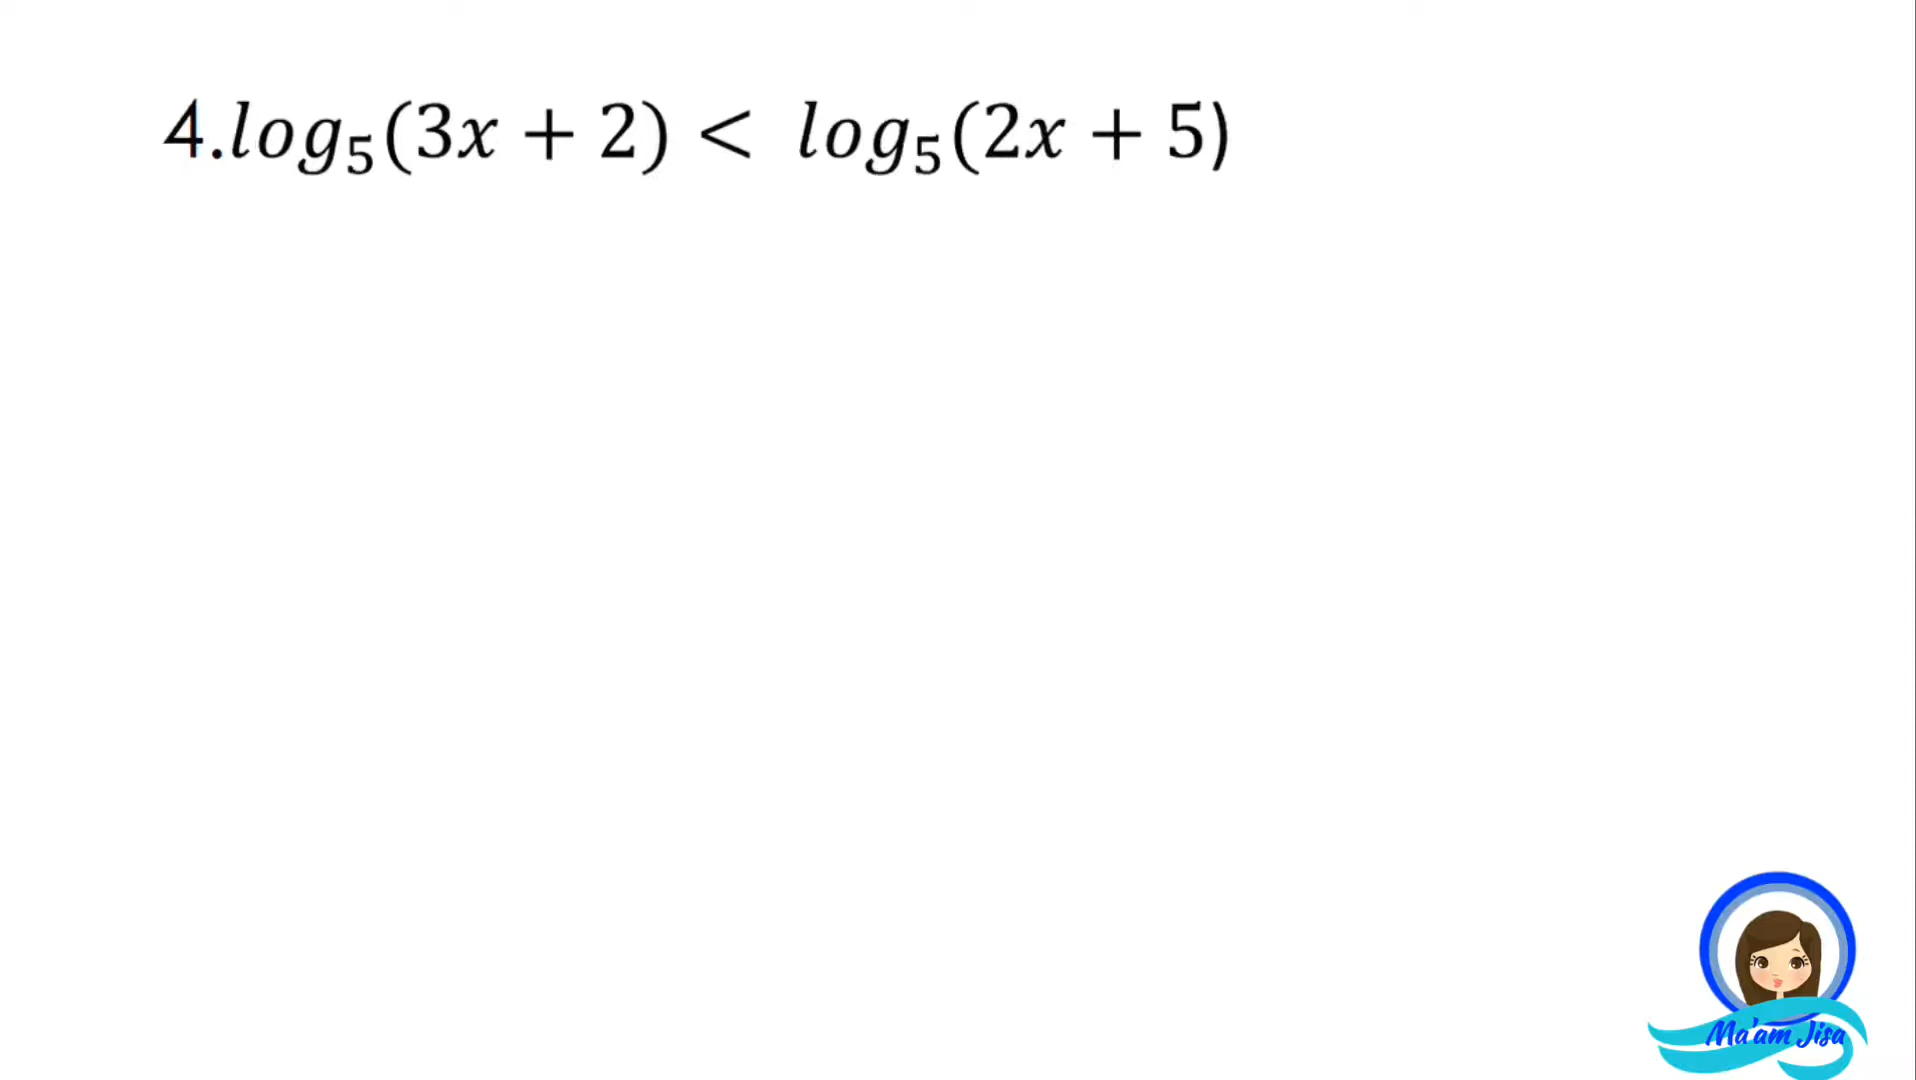 4. log₅(3x + 2) < log₅(2x + 5)
Ma'am Jisa